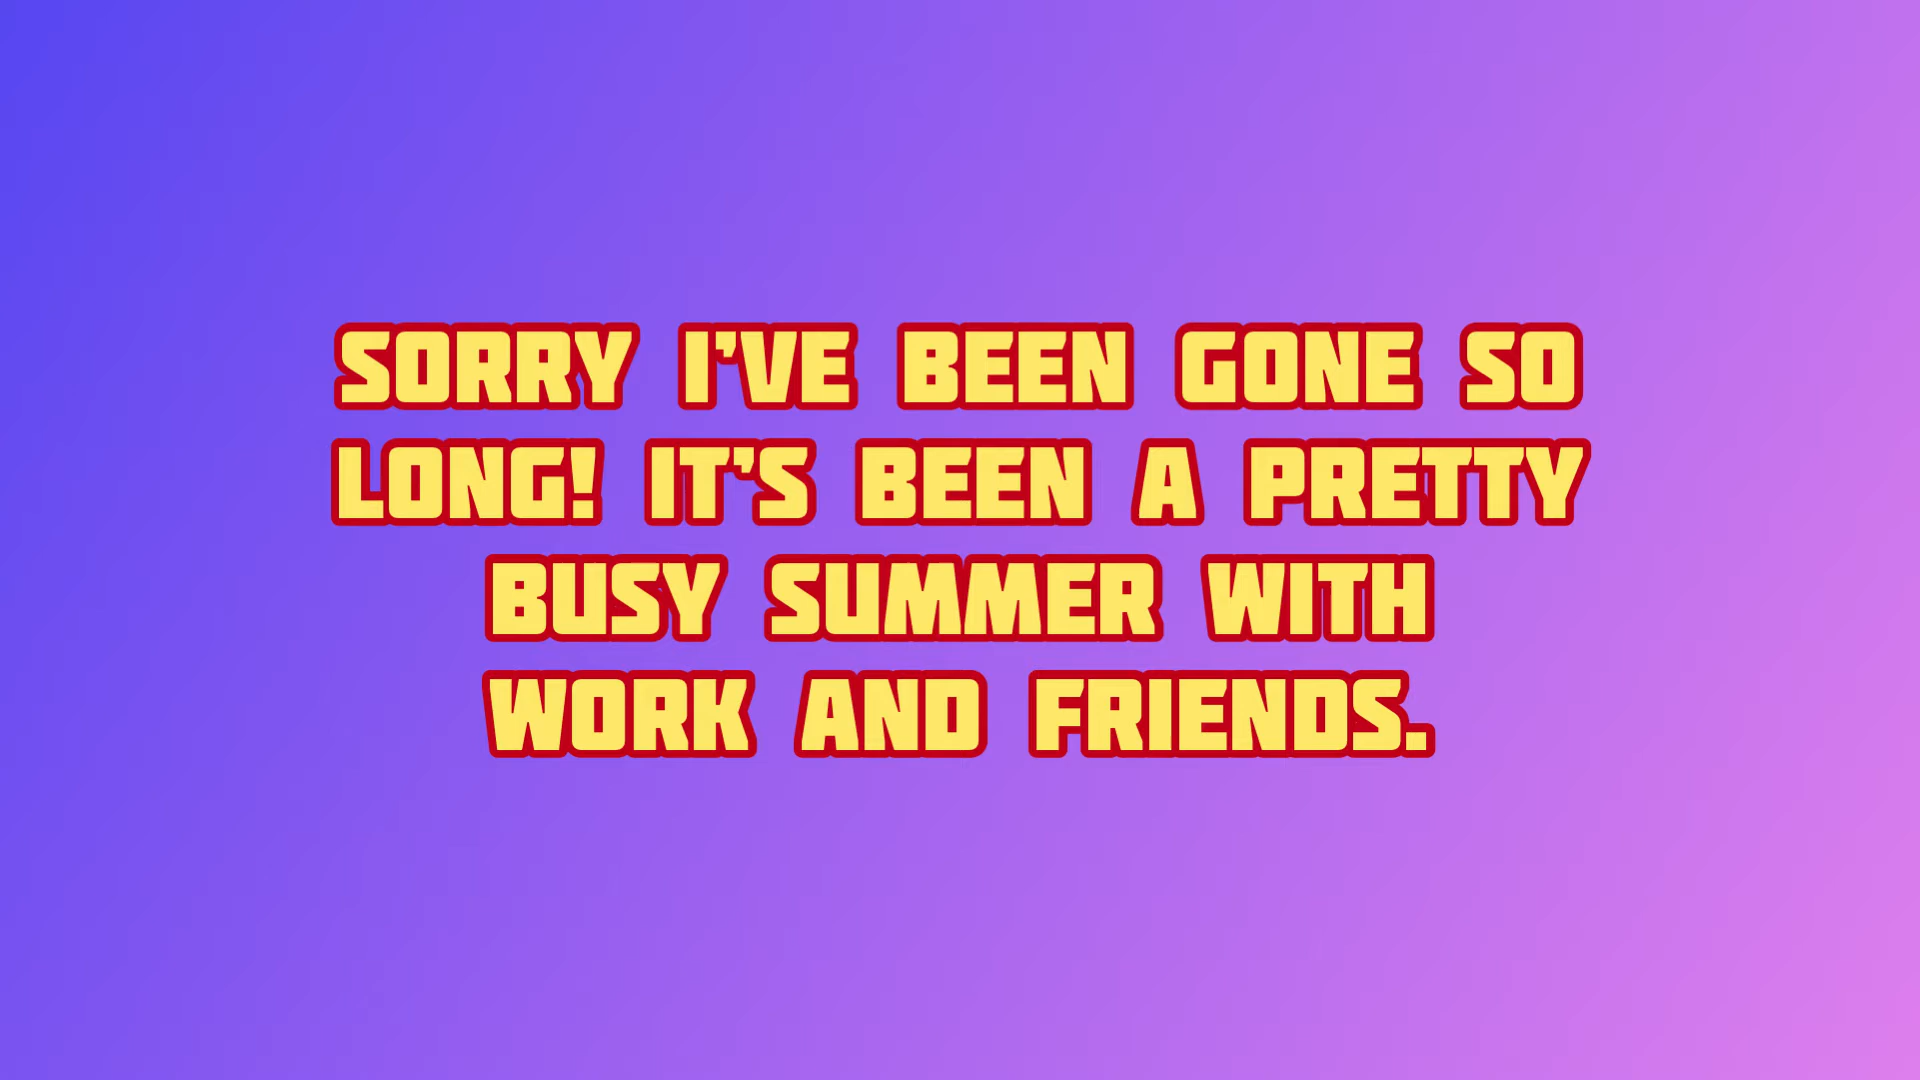 SORRY I'VE BEEN GONE SO
LONG! IT'S BEEN A PRETTY
BUSY SUMMER WITH
WORK AND FRIENDS.